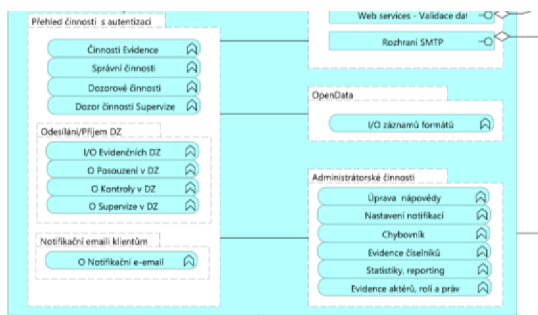 Přehled činností s autentizací
Činnosti Evidence
Správní činnosti
Dozorové činnosti
Dozor činnosti Supervize
Odesílání/Příjem DZ
I/O Evidenčních DZ
O Posouzení v DZ
O Kontroly v DZ
O Supervize v DZ
Notifikační emaili klientům
O Notifikační e-email
Web services - Validace dat
Rozhraní SMTP
OpenData
I/O záznamů formátů
Administrátorské činnosti
Úprava nápovědy
Nastavení notifikací
Chybovník
Evidence číselníků
Statistiky, reporting
Evidence aktérů, rolí a práv